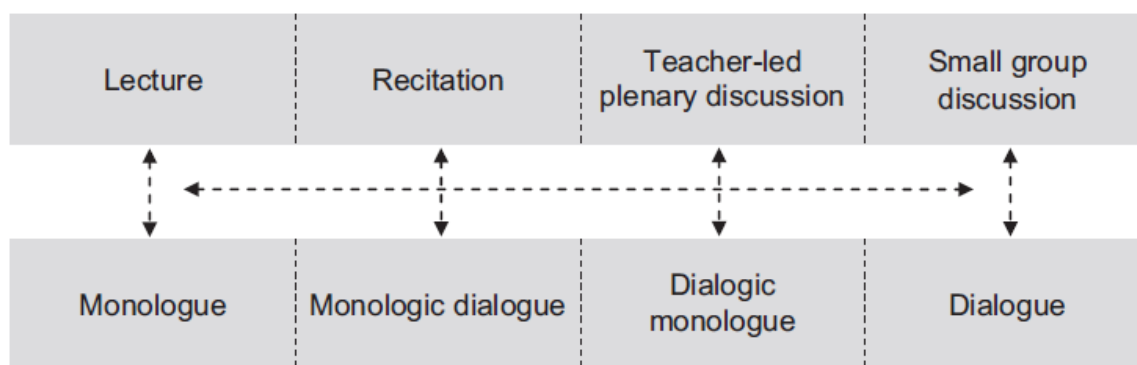 Lecture
Recitation
Teacher-led
plenary discussion
Small group
discussion
Monologue
Monologic dialogue
Dialogic
monologue
Dialogue